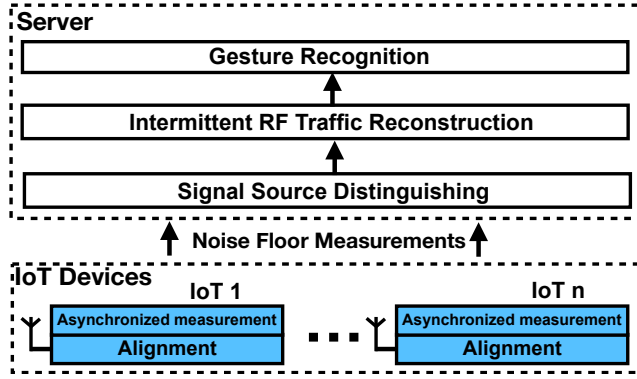 Server
Gesture Recognition
Intermittent RF Traffic Reconstruction
Signal Source Distinguishing
Noise Floor Measurements
IoT Devices
IoT 1
IoT n
Asynchronized measurement
Asynchronized measurement
Alignment
Alignment